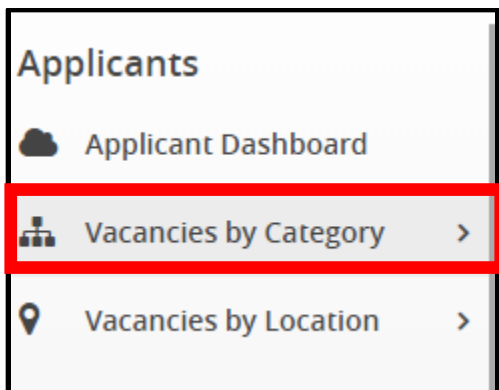 Applicants
Applicant Dashboard
Vacancies by Category
Vacancies by Location